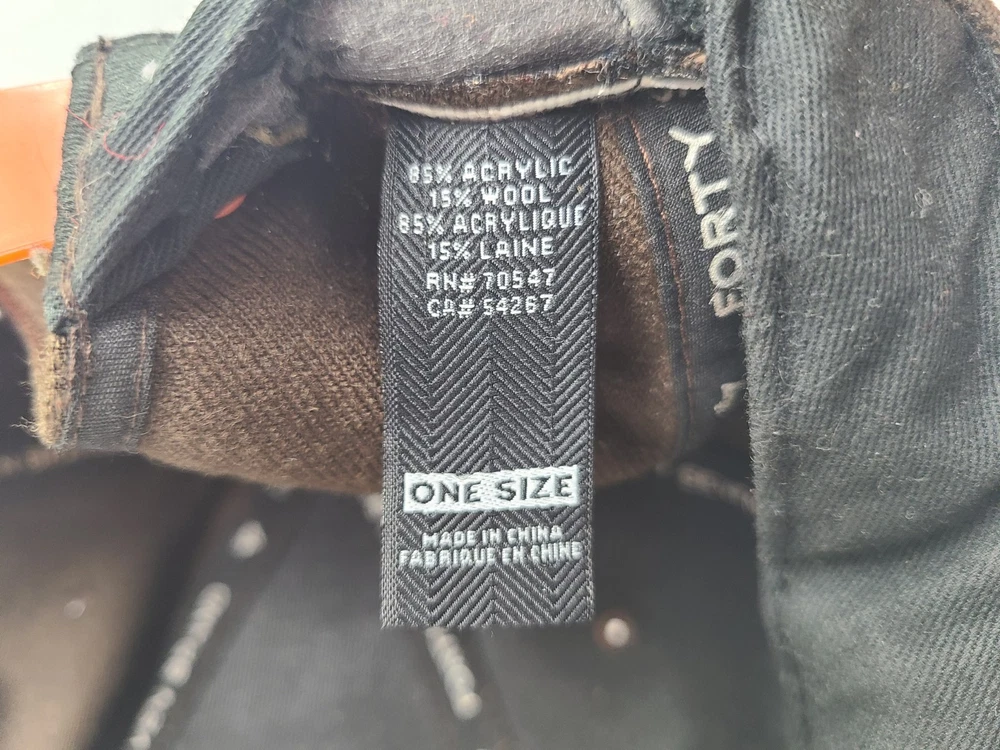 85% ACRYLIC
15% WOOL
85% ACRYLIQUE
15% LAINE
RN# 70547
CA# 54267
ONE SIZE
MADE IN CHINA
FABRIQUE EN CHINE
FORTY